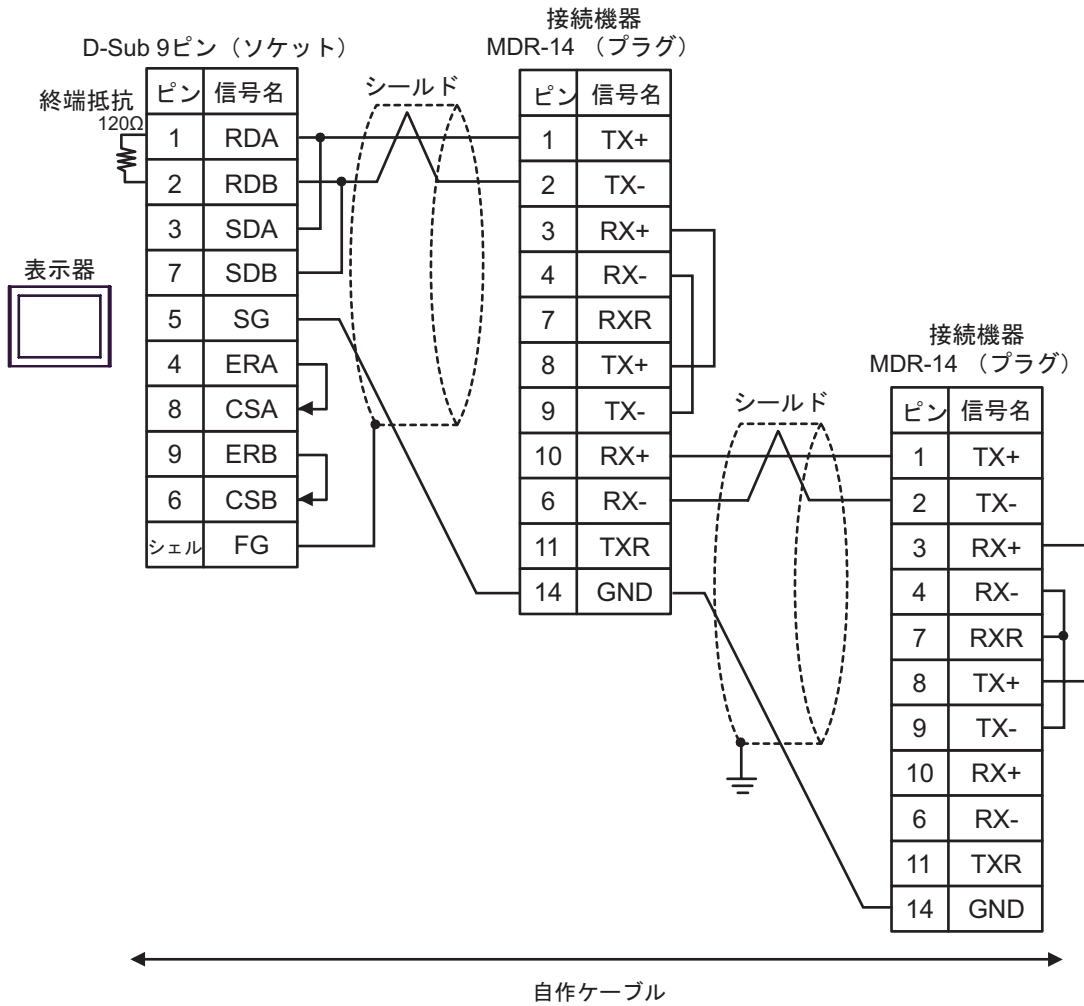 接続機器
MDR-14 （プラグ）
D-Sub 9ピン（ソケット）
シールド
終端抵抗
120Ω
ピン 信号名
1 RDA
2 RDB
3 SDA
7 SDB
5 SG
4 ERA
8 CSA
9 ERB
6 CSB
シェル FG
表示器
ピン 信号名
1 TX+
2 TX-
3 RX+
4 RX-
7 RXR
8 TX+
9 TX-
10 RX+
6 RX-
11 TXR
14 GND
シールド
接続機器
MDR-14 （プラグ）
ピン 信号名
1 TX+
2 TX-
3 RX+
4 RX-
7 RXR
8 TX+
9 TX-
10 RX+
6 RX-
11 TXR
14 GND
自作ケーブル